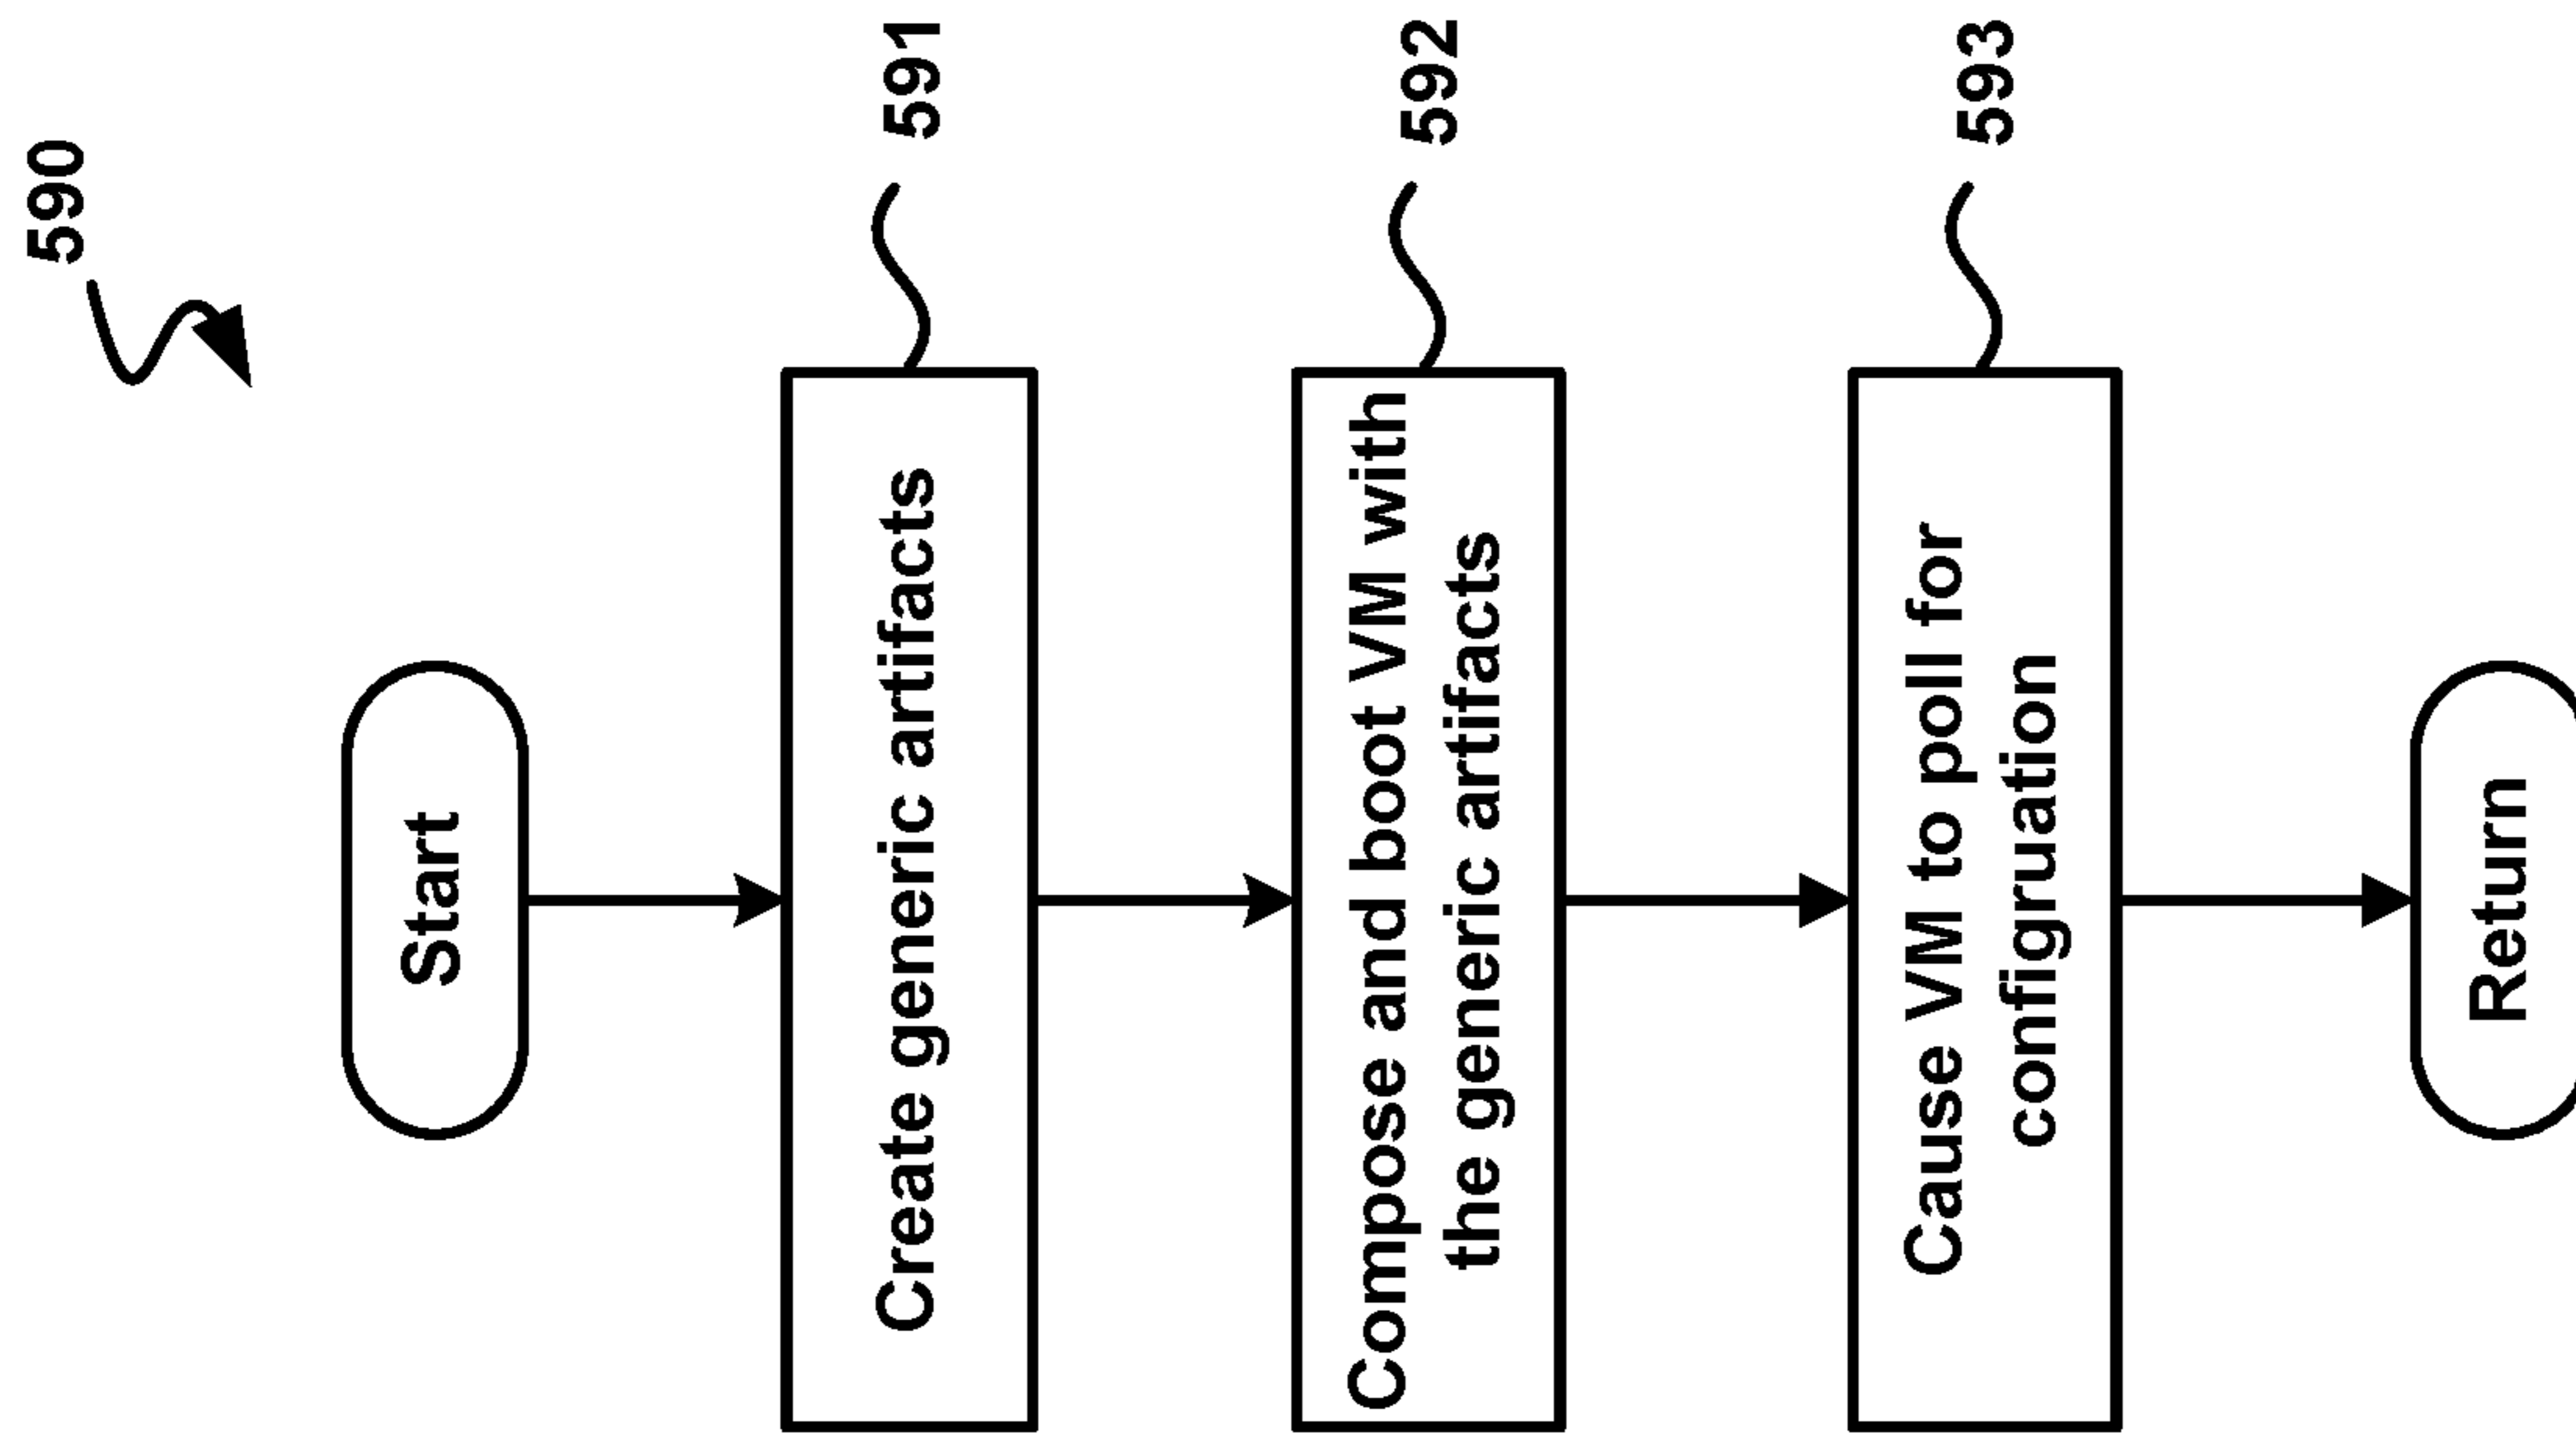 590
Start
Create generic artifacts
591
Compose and boot VM with
the generic artifacts
592
Cause VM to poll for
configruation
593
Return